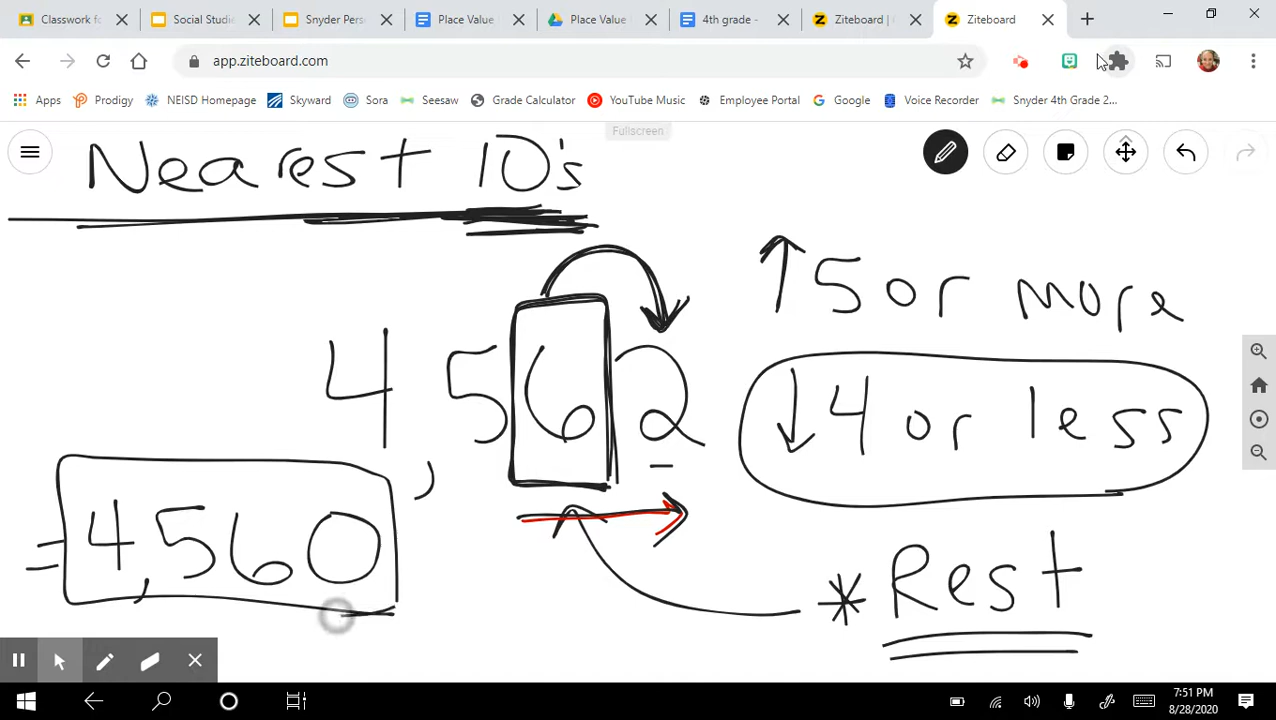 Classwork fo
Social Studie
Snyder Pers
Place Value
Place Value
4th grade -
Ziteboard |
Ziteboard
app.ziteboard.com
Apps
Prodigy
NEISD Homepage
Skyward
Sora
Seesaw
Grade Calculator
YouTube Music
Employee Portal
Google
Voice Recorder
Snyder 4th Grade 2...
Fullscreen
Nearest 10's
↑5 or more
4,562
↓4 or less
= 4,560
* Rest
7:51 PM
8/28/2020